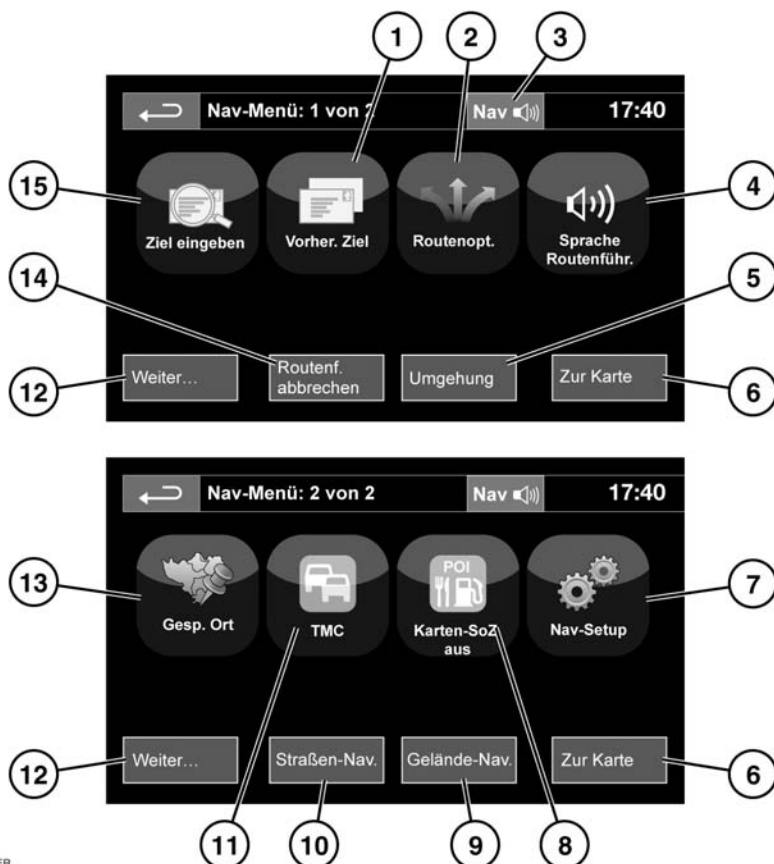 1
2
3
Nav-Menü: 1 von 2
Nav
17:40
15
4
Ziel eingeben
Vorher. Ziel
Routenopt.
Sprache
Routenführ.
14
5
12
Weiter...
Routenf.
abbrechen
Umgehung
Zur Karte
6
Nav-Menü: 2 von 2
Nav
17:40
13
POI
7
Gesp. Ort
TMC
Karten-SoZ
aus
Nav-Setup
12
Weiter...
Straßen-Nav.
Gelände-Nav.
Zur Karte
6
11
10
9
8